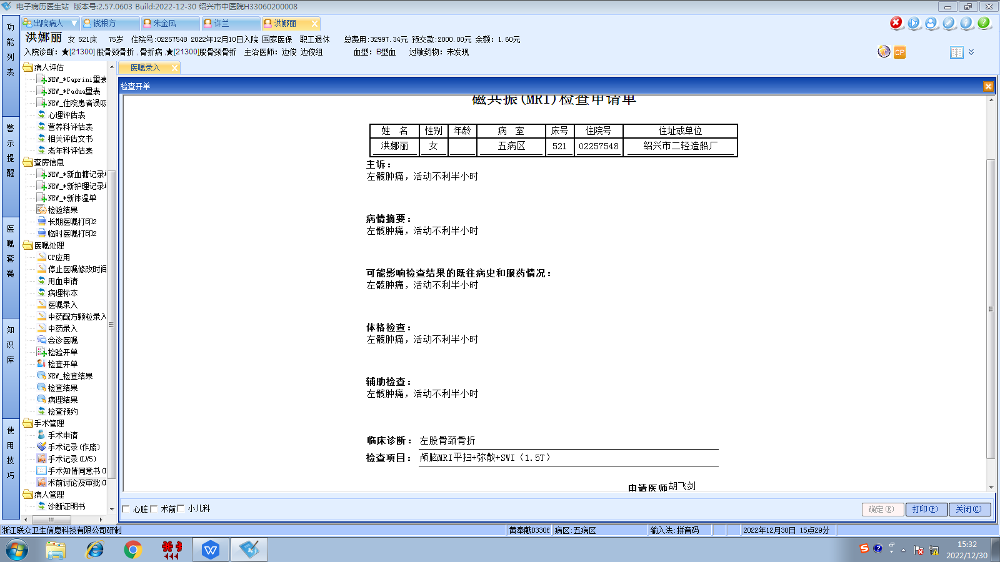 电子病历医生站  版本号:2.57.0603 Build:2022-12-30 绍兴市中医院H33060200008
出院病人 钱根方 朱金凤 许兰 洪娜丽
洪娜丽 女 521床 75岁 住院号:02257548 2022年12月10日入院 国家医保 职工退休 总费用:32997.34元 预交款:2000.00元 余额: 1.60元
入院诊断: ★[21300]股骨骨折,骨折病,★[21300]股骨颈骨折 主治医师: 边俊 边俊组 血型: B型血 过敏药物: 未发现
CP
功能列表
警示提醒
医嘱套餐
知识库
使用技巧
病人评估
NEW_*Caprini量表
NEW_*Padua量表
NEW_住院患者误吸
心理评估表
营养科评估表
相关评估文书
老年科评估表
查房信息
NEW_*新血糖记录单
NEW_*新护理记录单
NEW_*新体温单
检验结果
长期医嘱打印2
临时医嘱打印2
医嘱处理
CP应用
停止医嘱修改时间
用血申请
病理标本
医嘱录入
中药配方颗粒录入
中药录入
会诊医嘱
检验开单
检查开单
NEW_检查结果
检查结果
病理结果
检查预约
手术管理
手术申请
手术记录(作废)
手术记录(LV5)
手术知情同意书(I
术前讨论及审批(I
病人管理
诊断证明书
医嘱录入
检查开单
磁共振(MRI)检查申请单
姓 名 性别 年龄 病 室 床号 住院号 住址或单位
洪娜丽 女 五病区 521 02257548 绍兴市二轻造船厂
主诉:
左髋肿痛, 活动不利半小时
病情摘要:
左髋肿痛, 活动不利半小时
可能影响检查结果的既往病史和服药情况:
左髋肿痛, 活动不利半小时
体格检查:
左髋肿痛, 活动不利半小时
辅助检查:
左髋肿痛, 活动不利半小时
临床诊断: 左股骨颈骨折
检查项目: 颅脑MRI平扫+弥散+SWI(1.5T)
申请医师 胡飞剑
心脏 术前 小儿科
确定(E) 打印(P) 关闭(C)
浙江联众卫生信息科技有限公司研制 黄奉献D330E 病区:五病区 输入法:拼音码 2022年12月30日 15点29分
15:32
2022/12/30